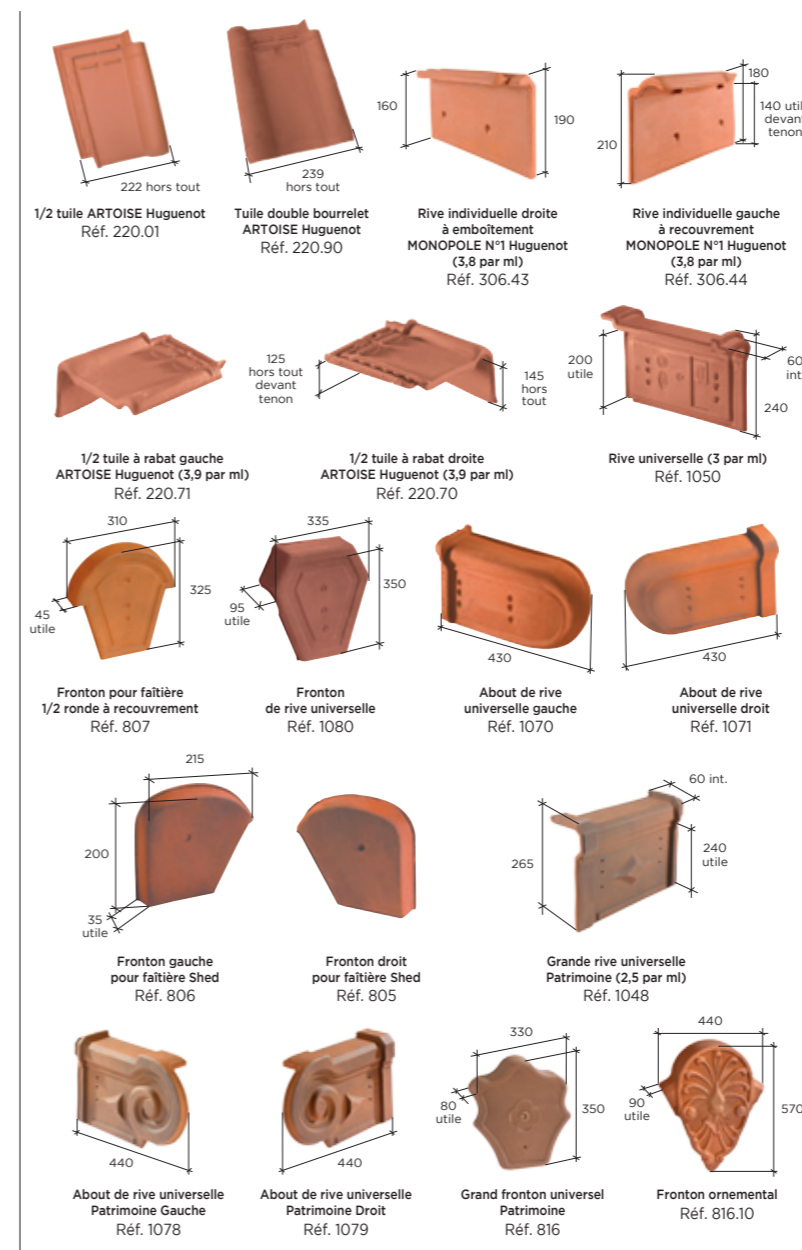 222 hors tout
1/2 tuile ARTOISE Huguenot
Réf. 220.01
239
hors tout
Tuile double bourrelet
ARTOISE Huguenot
Réf. 220.90
160
190
Rive individuelle droite
à emboîtement
MONOPOLE N°1 Huguenot
(3,8 par ml)
Réf. 306.43
180
140 util
devant
tenon
210
Rive individuelle gauche
à recouvrement
MONOPOLE N°1 Huguenot
(3,8 par ml)
Réf. 306.44
1/2 tuile à rabat gauche
ARTOISE Huguenot (3,9 par ml)
Réf. 220.71
125
hors tout
devant
tenon
145
hors
tout
1/2 tuile à rabat droite
ARTOISE Huguenot (3,9 par ml)
Réf. 220.70
200
utile
60
int
240
Rive universelle (3 par ml)
Réf. 1050
310
325
45
utile
Fronton pour faîtière
1/2 ronde à recouvrement
Réf. 807
335
350
95
utile
Fronton
de rive universelle
Réf. 1080
430
About de rive
universelle gauche
Réf. 1070
430
About de rive
universelle droit
Réf. 1071
215
200
35
utile
Fronton gauche
pour faîtière Shed
Réf. 806
Fronton droit
pour faîtière Shed
Réf. 805
60 int.
265
240
utile
Grande rive universelle
Patrimoine (2,5 par ml)
Réf. 1048
440
About de rive universelle
Patrimoine Gauche
Réf. 1078
440
About de rive universelle
Patrimoine Droit
Réf. 1079
330
80
utile
350
Grand fronton universel
Patrimoine
Réf. 816
440
90
utile
570
Fronton ornemental
Réf. 816.10